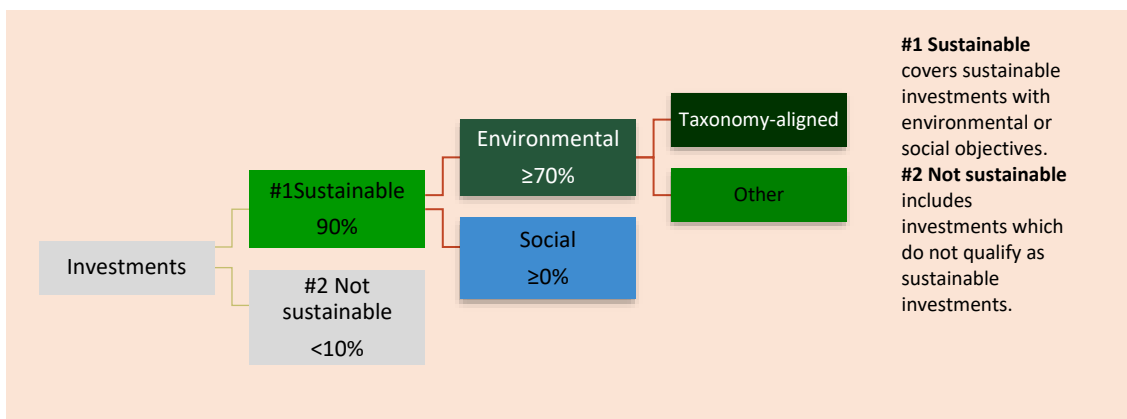 Investments
#1Sustainable
90%
#2 Not
sustainable
<10%
Environmental
≥70%
Social
≥0%
Taxonomy-aligned
Other
#1 Sustainable
covers sustainable
investments with
environmental or
social objectives.
#2 Not sustainable
includes
investments which
do not qualify as
sustainable
investments.